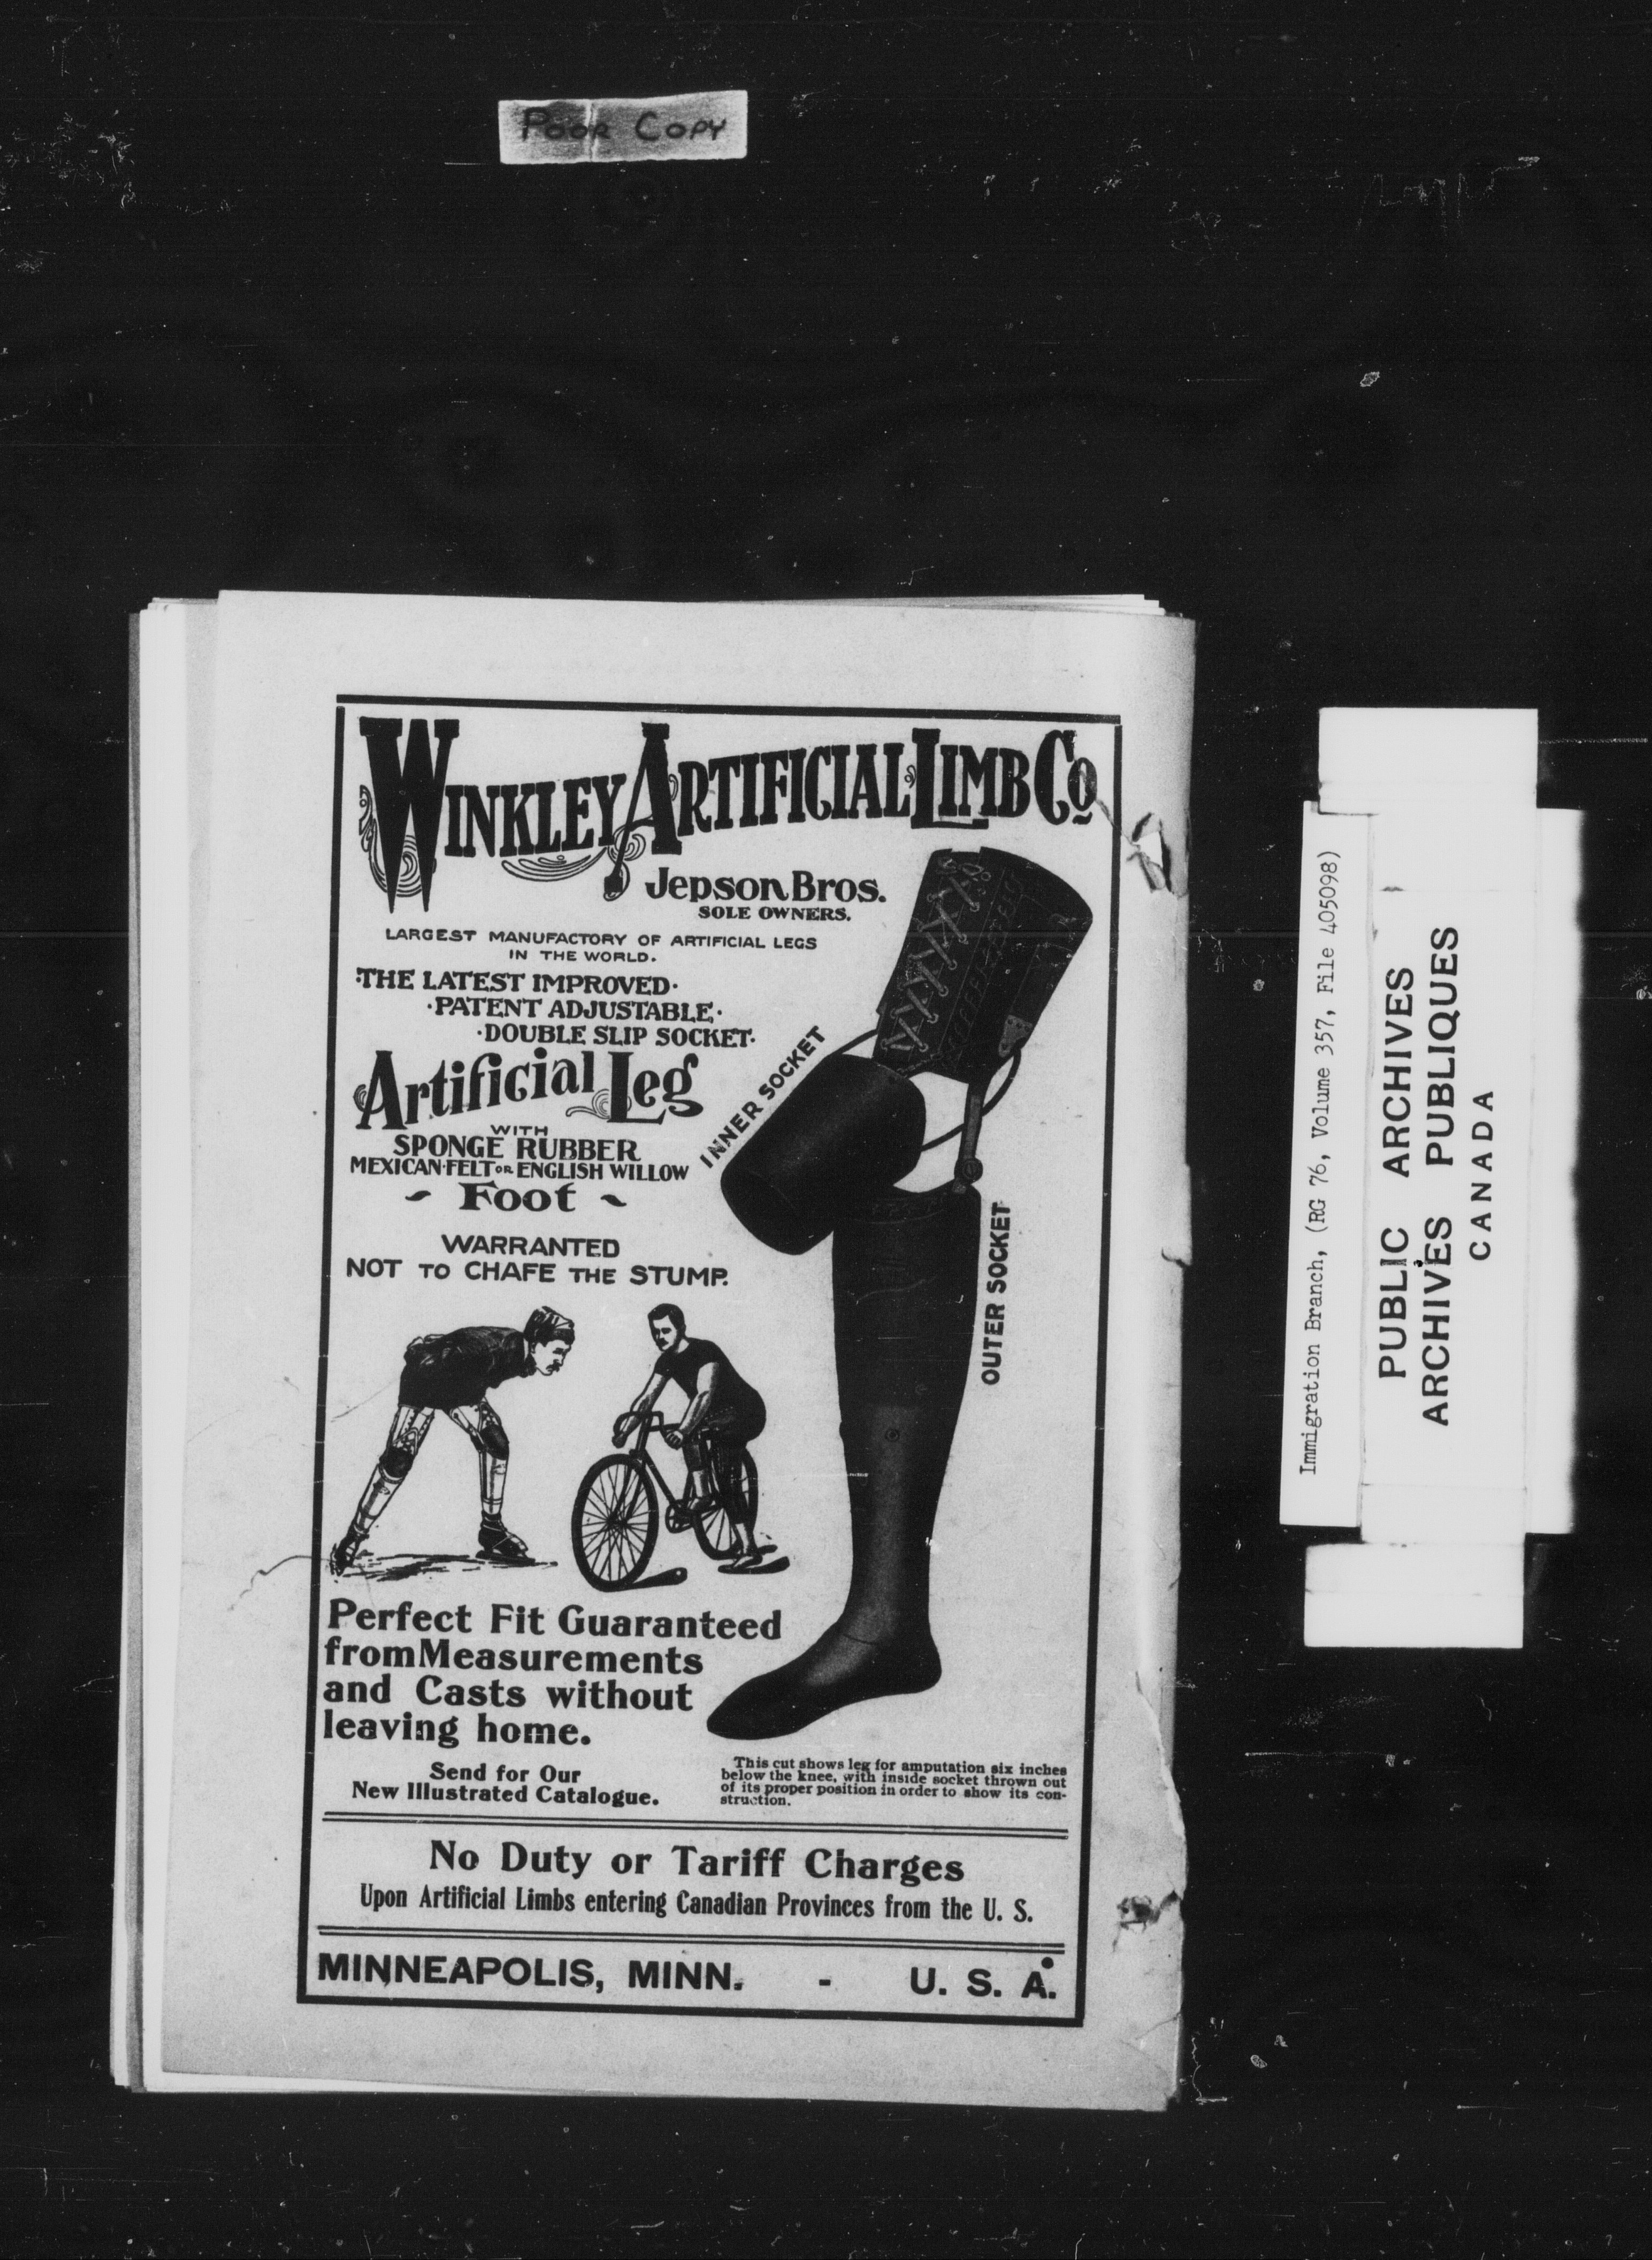 POOR COPY
WINKLEY ARTIFICIAL LIMB CO
Jepson Bros.
SOLE OWNERS.
LARGEST MANUFACTORY OF ARTIFICIAL LEGS
IN THE WORLD.
·THE LATEST IMPROVED·
·PATENT ADJUSTABLE·
·DOUBLE SLIP SOCKET·
Artificial Leg
WITH
SPONGE RUBBER
MEXICAN·FELT OR ENGLISH WILLOW
~ Foot ~
WARRANTED
NOT TO CHAFE THE STUMP.
INNER SOCKET
OUTER SOCKET
Perfect Fit Guaranteed
from Measurements
and Casts without
leaving home.
Send for Our
New Illustrated Catalogue.
This cut shows leg for amputation six inches
below the knee, with inside socket thrown out
of its proper position in order to show its con-
struction.
No Duty or Tariff Charges
Upon Artificial Limbs entering Canadian Provinces from the U. S.
MINNEAPOLIS, MINN. - U. S. A.
Immigration Branch, (RG 76, Volume 357, File 405098)
PUBLIC ARCHIVES
ARCHIVES PUBLIQUES
CANADA